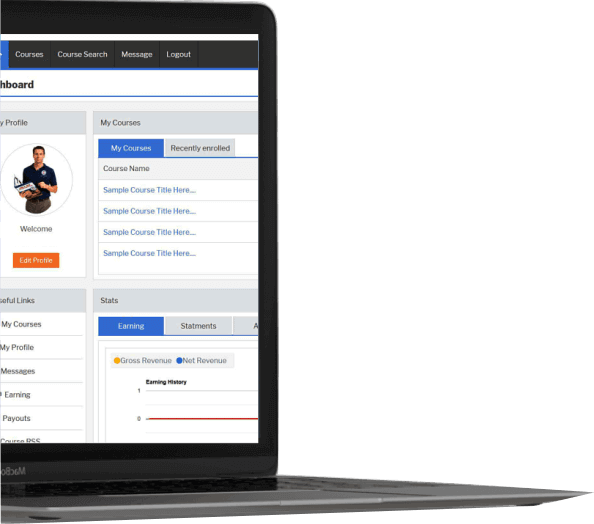 Courses Course Search Message Logout
hboard
y Profile
My Courses
My Courses Recently enrolled
Course Name
Sample Course Title Here....
Sample Course Title Here....
Sample Course Title Here....
Sample Course Title Here....
Welcome
Edit Profile
eful Links
My Courses
My Profile
Messages
Earning
Payouts
Course RSS
Stats
Earning Statments A
Gross Revenue Net Revenue
Earning History
1
0
MacBo